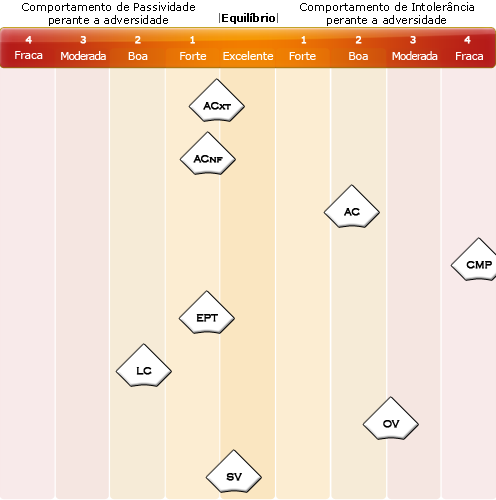 Comportamento de Passividade
perante a adversidade
|Equilíbrio|
Comportamento de Intolerância
perante a adversidade
4 3 2 1 1 2 3 4
Fraca Moderada Boa Forte Excelente Forte Boa Moderada Fraca
ACXT
ACNF
AC
CMP
EPT
LC
OV
SV